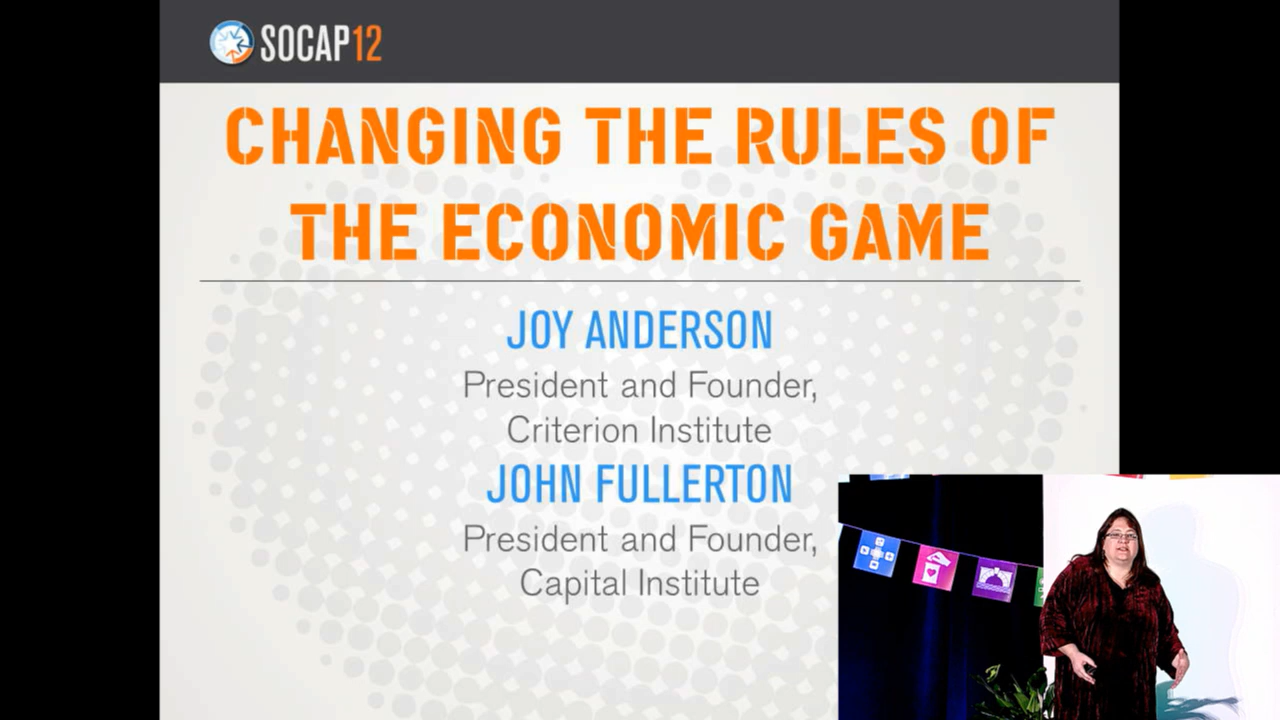 SOCAP12
CHANGING THE RULES OF
THE ECONOMIC GAME
JOY ANDERSON
President and Founder,
Criterion Institute
JOHN FULLERTON
President and Founder,
Capital Institute